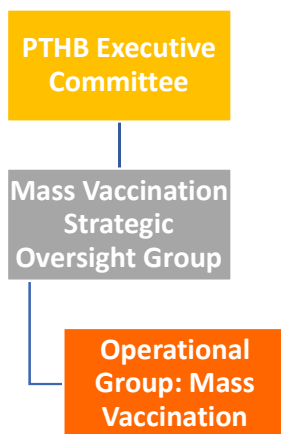 PTHB Executive
Committee
Mass Vaccination
Strategic
Oversight Group
Operational
Group: Mass
Vaccination